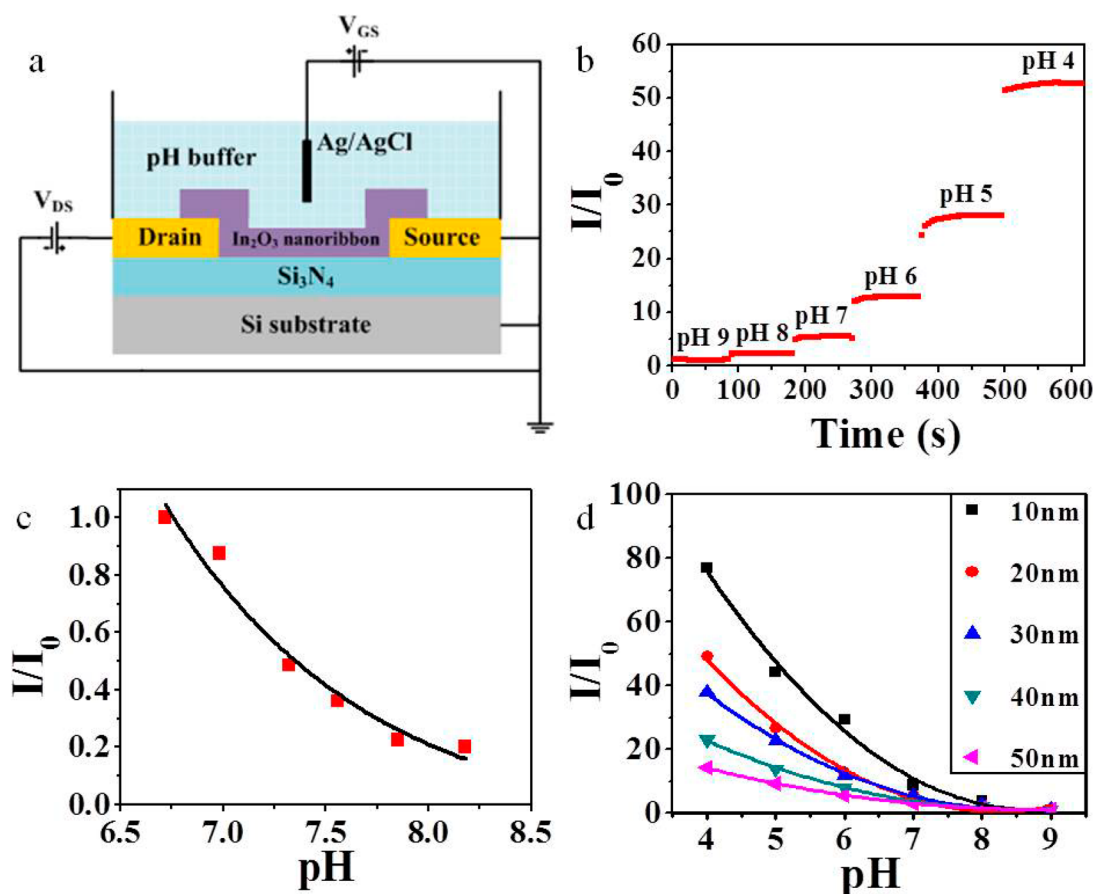 a
V_GS
Ag/AgCl
pH buffer
V_DS
Drain
In₂O₃ nanoribbon
Source
Si₃N₄
Si substrate
b
I/I₀
60
50
40
30
20
10
0
pH 9
pH 8
pH 7
pH 6
pH 5
pH 4
0 100 200 300 400 500 600
Time (s)
c
I/I₀
1.0
0.8
0.6
0.4
0.2
0.0
6.5 7.0 7.5 8.0 8.5
pH
d
I/I₀
100
80
60
40
20
0
10nm
20nm
30nm
40nm
50nm
4 5 6 7 8 9
pH